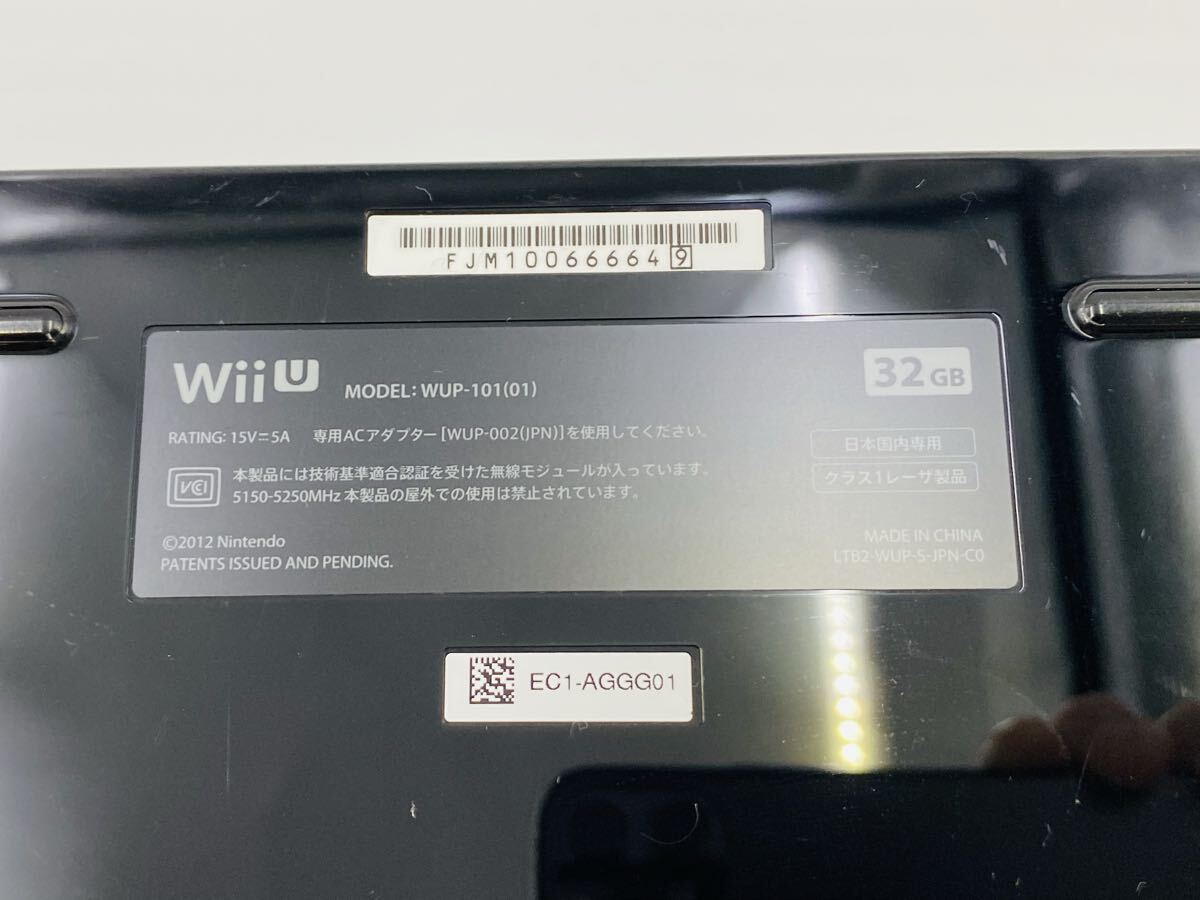 FJM100666649
Wii U MODEL: WUP-101(01) 32GB
RATING: 15V⎓5A 専用ACアダプター[WUP-002(JPN)]を使用してください。
日本国内専用
VCCI 本製品には技術基準適合認証を受けた無線モジュールが入っています。
5150-5250MHz 本製品の屋外での使用は禁止されています。
クラス1レーザ製品
©2012 Nintendo
PATENTS ISSUED AND PENDING.
MADE IN CHINA
LTB2-WUP-S-JPN-C0
EC1-AGGG01